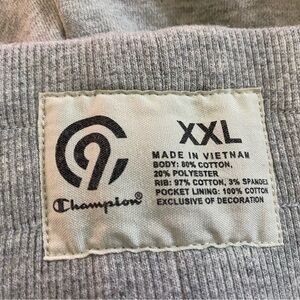 C9
Champion
XXL
MADE IN VIETNAM
BODY: 80% COTTON,
20% POLYESTER
RIB: 97% COTTON, 3% SPANDEX
POCKET LINING: 100% COTTON
EXCLUSIVE OF DECORATION